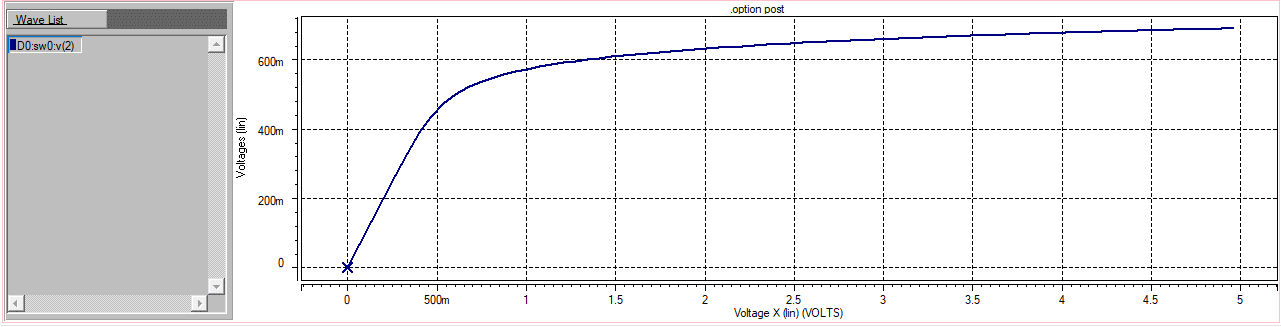 .option post
Wave List
D0:sw0:v(2)
Voltages (lin)
600m
400m
200m
0
0 500m 1 1.5 2 2.5 3 3.5 4 4.5 5
Voltage X (lin) (VOLTS)